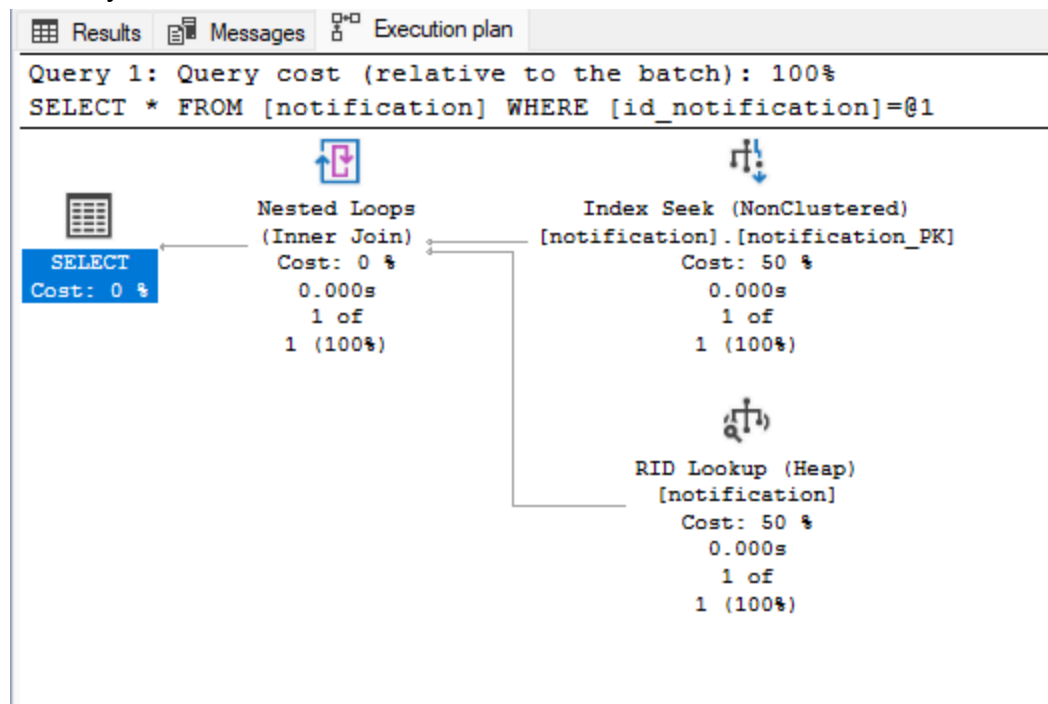 Results Messages Execution plan
Query 1: Query cost (relative to the batch): 100%
SELECT * FROM [notification] WHERE [id_notification]=@1
SELECT
Cost: 0 %
Nested Loops
(Inner Join)
Cost: 0 %
0.000s
1 of
1 (100%)
Index Seek (NonClustered)
[notification].[notification_PK]
Cost: 50 %
0.000s
1 of
1 (100%)
RID Lookup (Heap)
[notification]
Cost: 50 %
0.000s
1 of
1 (100%)